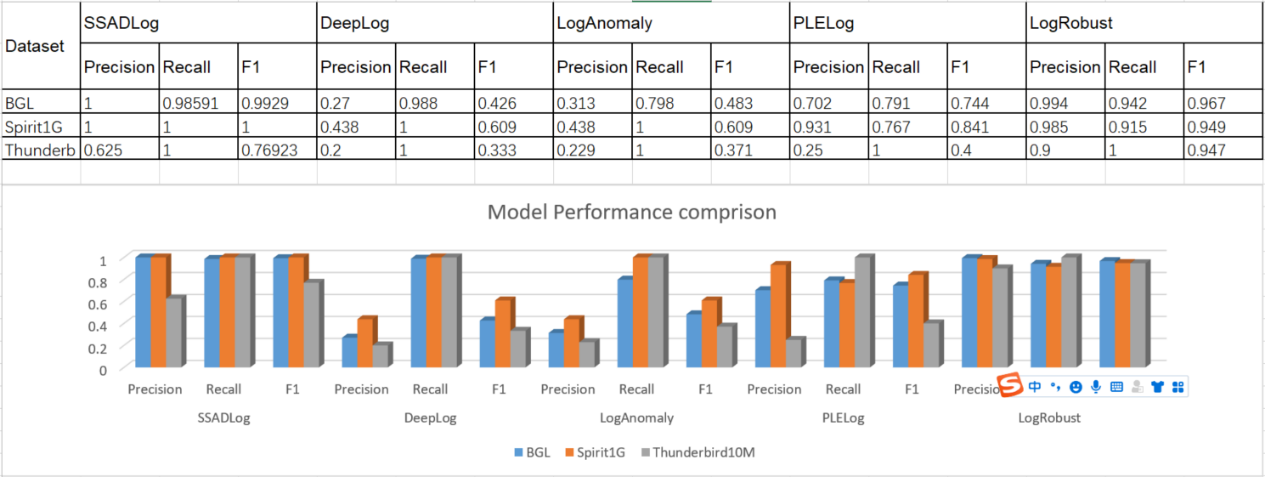 Dataset SSADLog DeepLog LogAnomaly PLELog LogRobust
Precision Recall F1 Precision Recall F1 Precision Recall F1 Precision Recall F1 Precision Recall F1
BGL 1 0.98591 0.9929 0.27 0.988 0.426 0.313 0.798 0.483 0.702 0.791 0.744 0.994 0.942 0.967
Spirit1G 1 1 1 0.438 1 0.609 0.438 1 0.609 0.931 0.767 0.841 0.985 0.915 0.949
Thunderb 0.625 1 0.76923 0.2 1 0.333 0.229 1 0.371 0.25 1 0.4 0.9 1 0.947
Model Performance comprison
1
0.8
0.6
0.4
0.2
0
Precision Recall F1 Precision Recall F1 Precision Recall F1 Precision Recall F1 Precisio
中
SSADLog DeepLog LogAnomaly PLELog LogRobust
BGL Spirit1G Thunderbird10M